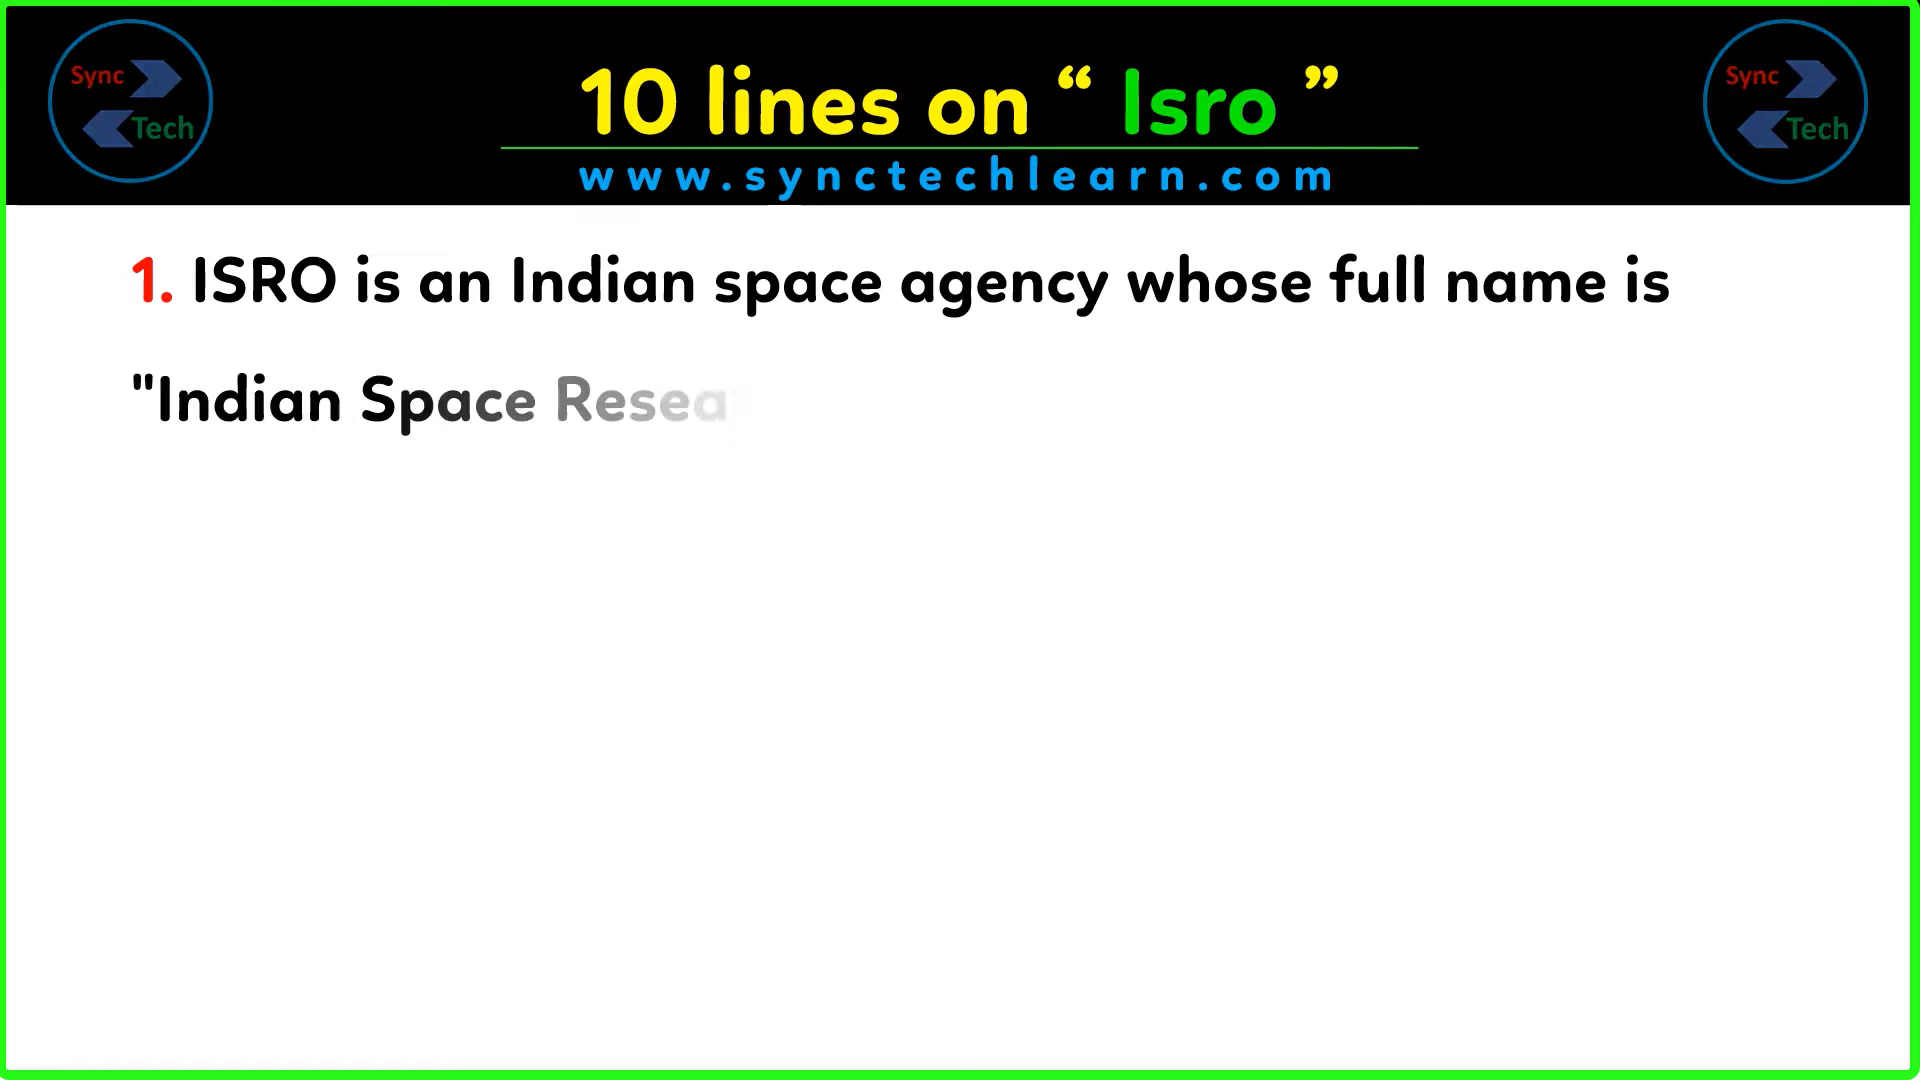 Sync
Tech
10 lines on “ Isro ”
www.synctechlearn.com
Sync
Tech
1. ISRO is an Indian space agency whose full name is
"Indian Space Resea